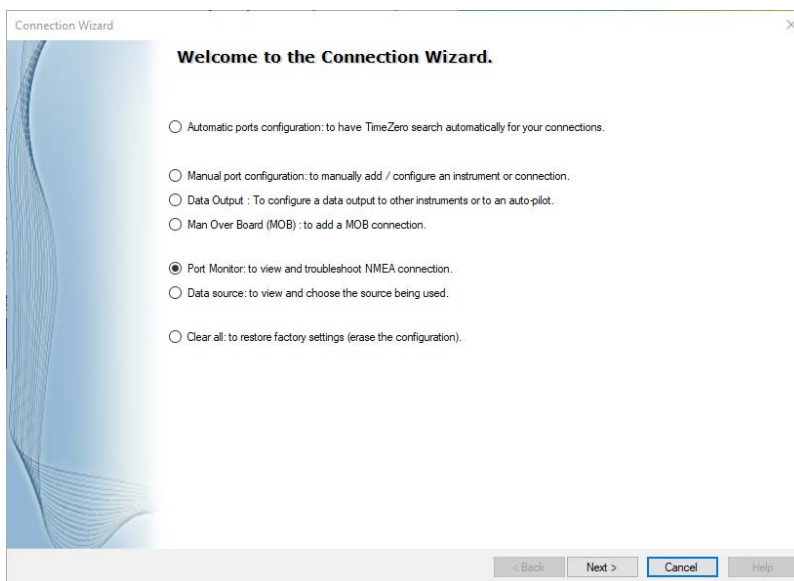 Connection Wizard
Welcome to the Connection Wizard.
Automatic ports configuration: to have TimeZero search automatically for your connections.
Manual port configuration: to manually add / configure an instrument or connection.
Data Output : To configure a data output to other instruments or to an auto-pilot.
Man Over Board (MOB) : to add a MOB connection.
Port Monitor: to view and troubleshoot NMEA connection.
Data source: to view and choose the source being used.
Clear all: to restore factory settings (erase the configuration).
< Back Next > Cancel Help